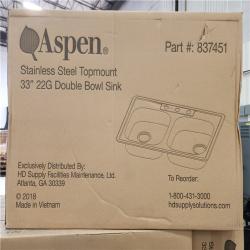 Aspen®
Part #: 837451
Stainless Steel Topmount
33" 22G Double Bowl Sink
Exclusively Distributed By:
HD Supply Facilities Maintenance, Ltd.
Atlanta, GA 30339
© 2018
Made in Vietnam
To Reorder:
1-800-431-3000
hdsupplysolutions.com